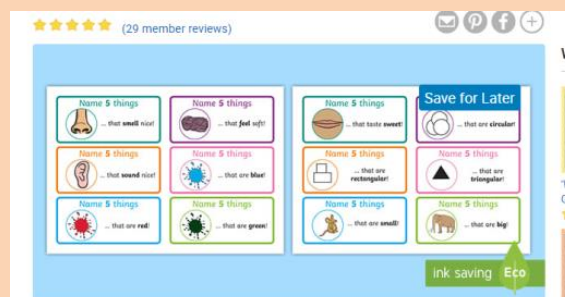 (29 member reviews)
Save for Later
Name 5 things
... that smell nice!
Name 5 things
... that feel soft!
Name 5 things
... that sound nice!
Name 5 things
... that are blue!
Name 5 things
... that are red!
Name 5 things
... that are green!
Name 5 things
... that taste sweet!
... that are circular!
Name 5 things
... that are
rectangular!
Name 5 things
... that are
triangular!
Name 5 things
... that are small!
Name 5 things
... that are big!
ink saving Eco